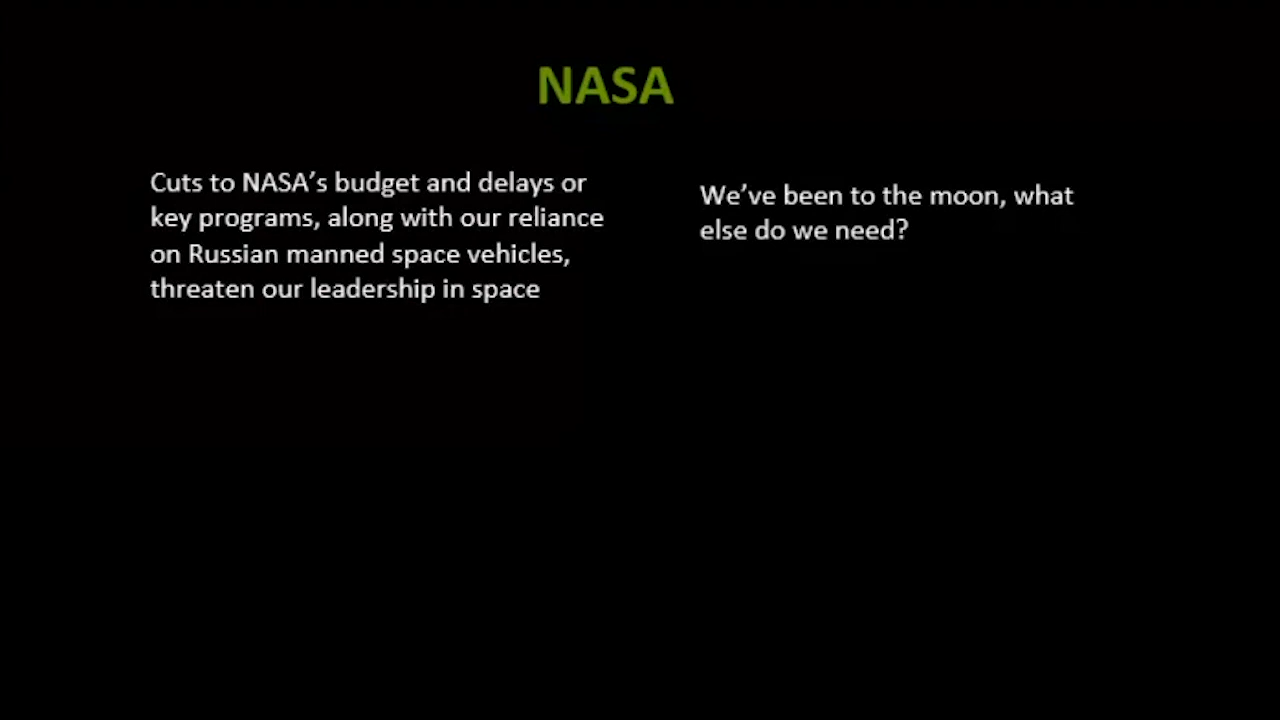 NASA
Cuts to NASA’s budget and delays or
key programs, along with our reliance
on Russian manned space vehicles,
threaten our leadership in space
We’ve been to the moon, what
else do we need?